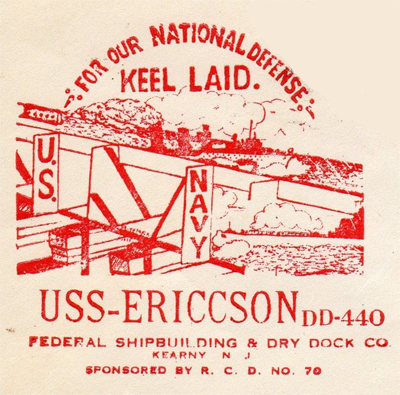 FOR OUR NATIONAL DEFENSE
KEEL LAID.
U.S.
NAVY
USS-ERICCSON DD-440
FEDERAL SHIPBUILDING & DRY DOCK CO.
KEARNY N J
SPONSORED BY R. C. D. NO. 70